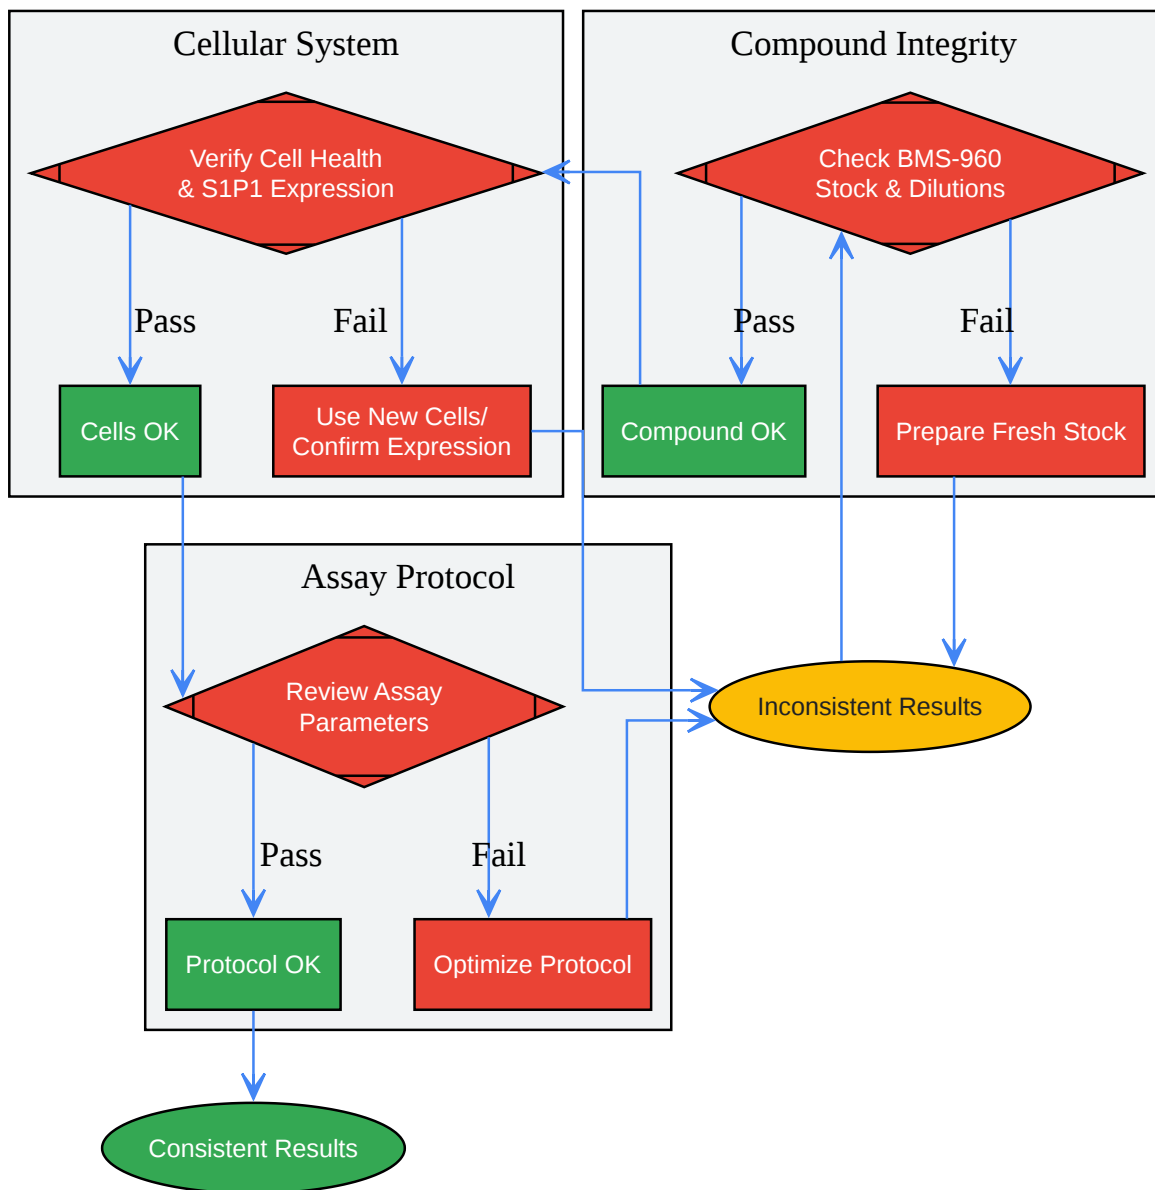 Cellular System
Verify Cell Health
& S1P1 Expression
Pass
Fail
Cells OK
Use New Cells/
Confirm Expression
Compound Integrity
Check BMS-960
Stock & Dilutions
Pass
Fail
Compound OK
Prepare Fresh Stock
Assay Protocol
Review Assay
Parameters
Pass
Fail
Protocol OK
Optimize Protocol
Inconsistent Results
Consistent Results